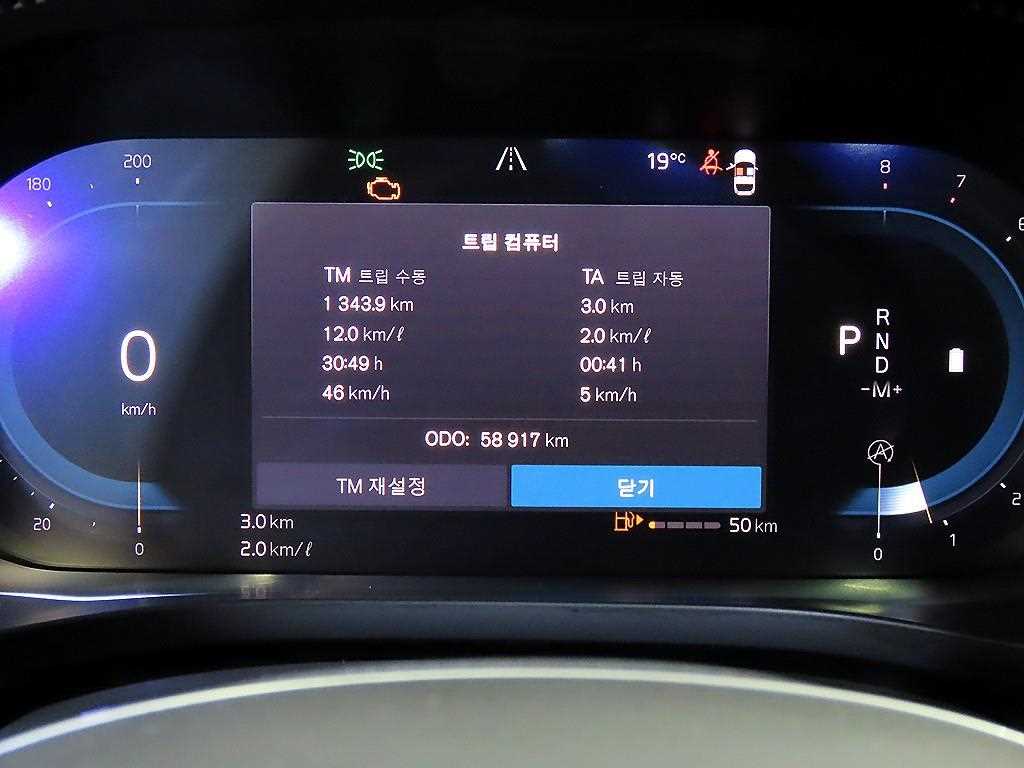 200
180
19°C
8
7
6
트립 컴퓨터
TM 트립 수동
TA 트립 자동
1 343.9 km
3.0 km
12.0 km/ℓ
2.0 km/ℓ
30:49 h
00:41 h
46 km/h
5 km/h
0
km/h
P
R
N
D
-M+
A
ODO: 58 917 km
TM 재설정
닫기
20
0
3.0 km
2.0 km/ℓ
50 km
2
1
0